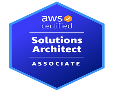 aws
certified
Solutions
Architect
ASSOCIATE